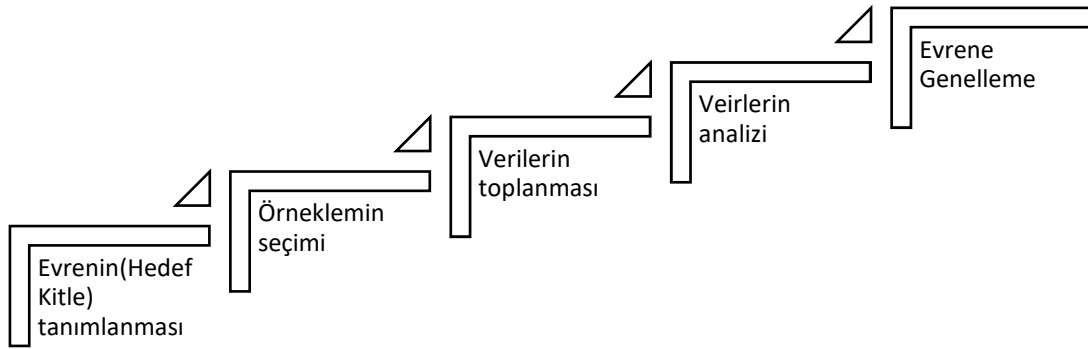 Evrenin(Hedef
Kitle)
tanımlanması
Örneklemin
seçimi
Verilerin
toplanması
Veirlerin
analizi
Evrene
Genelleme